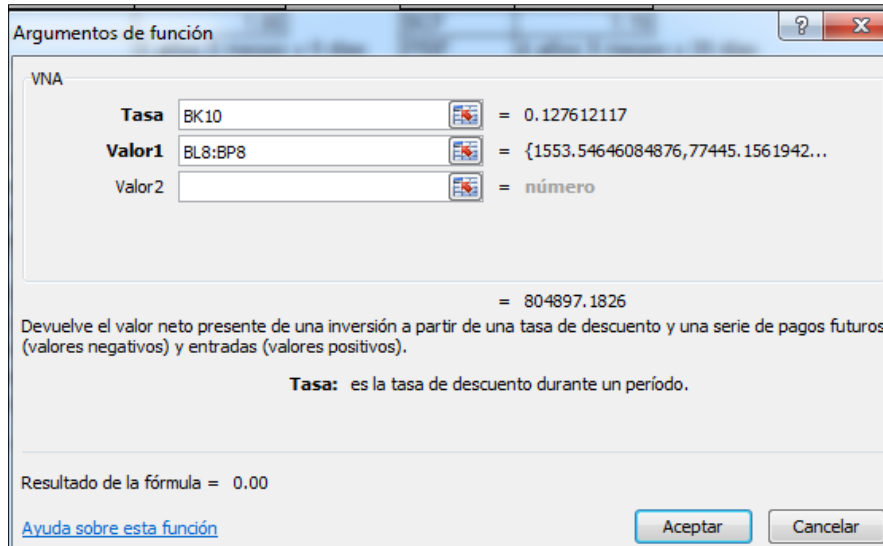 Argumentos de función
VNA
Tasa BK10 = 0.127612117
Valor1 BL8:BP8 = {1553.54646084876,77445.1561942...
Valor2 = número
= 804897.1826
Devuelve el valor neto presente de una inversión a partir de una tasa de descuento y una serie de pagos futuros
(valores negativos) y entradas (valores positivos).
Tasa: es la tasa de descuento durante un período.
Resultado de la fórmula = 0.00
Ayuda sobre esta función
Aceptar Cancelar